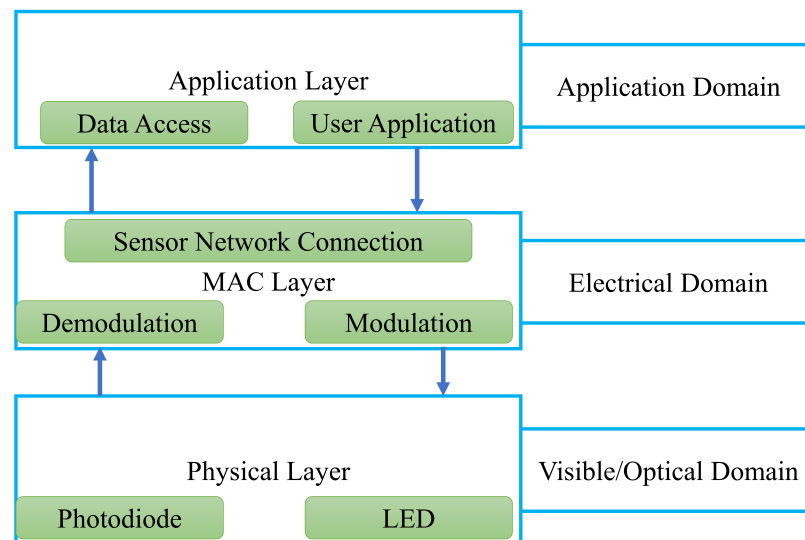 Application Layer
Data Access
User Application
Application Domain
Sensor Network Connection
MAC Layer
Demodulation
Modulation
Electrical Domain
Physical Layer
Photodiode
LED
Visible/Optical Domain